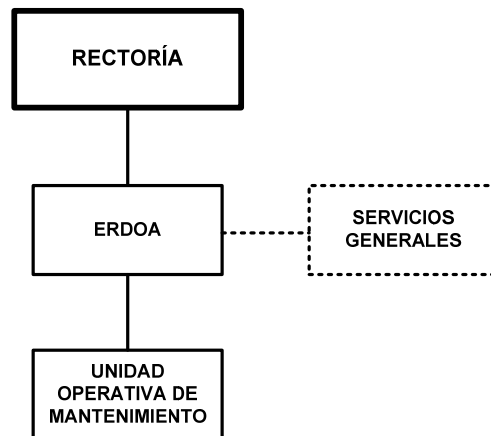 RECTORÍA
ERDOA
SERVICIOS
GENERALES
UNIDAD
OPERATIVA DE
MANTENIMIENTO